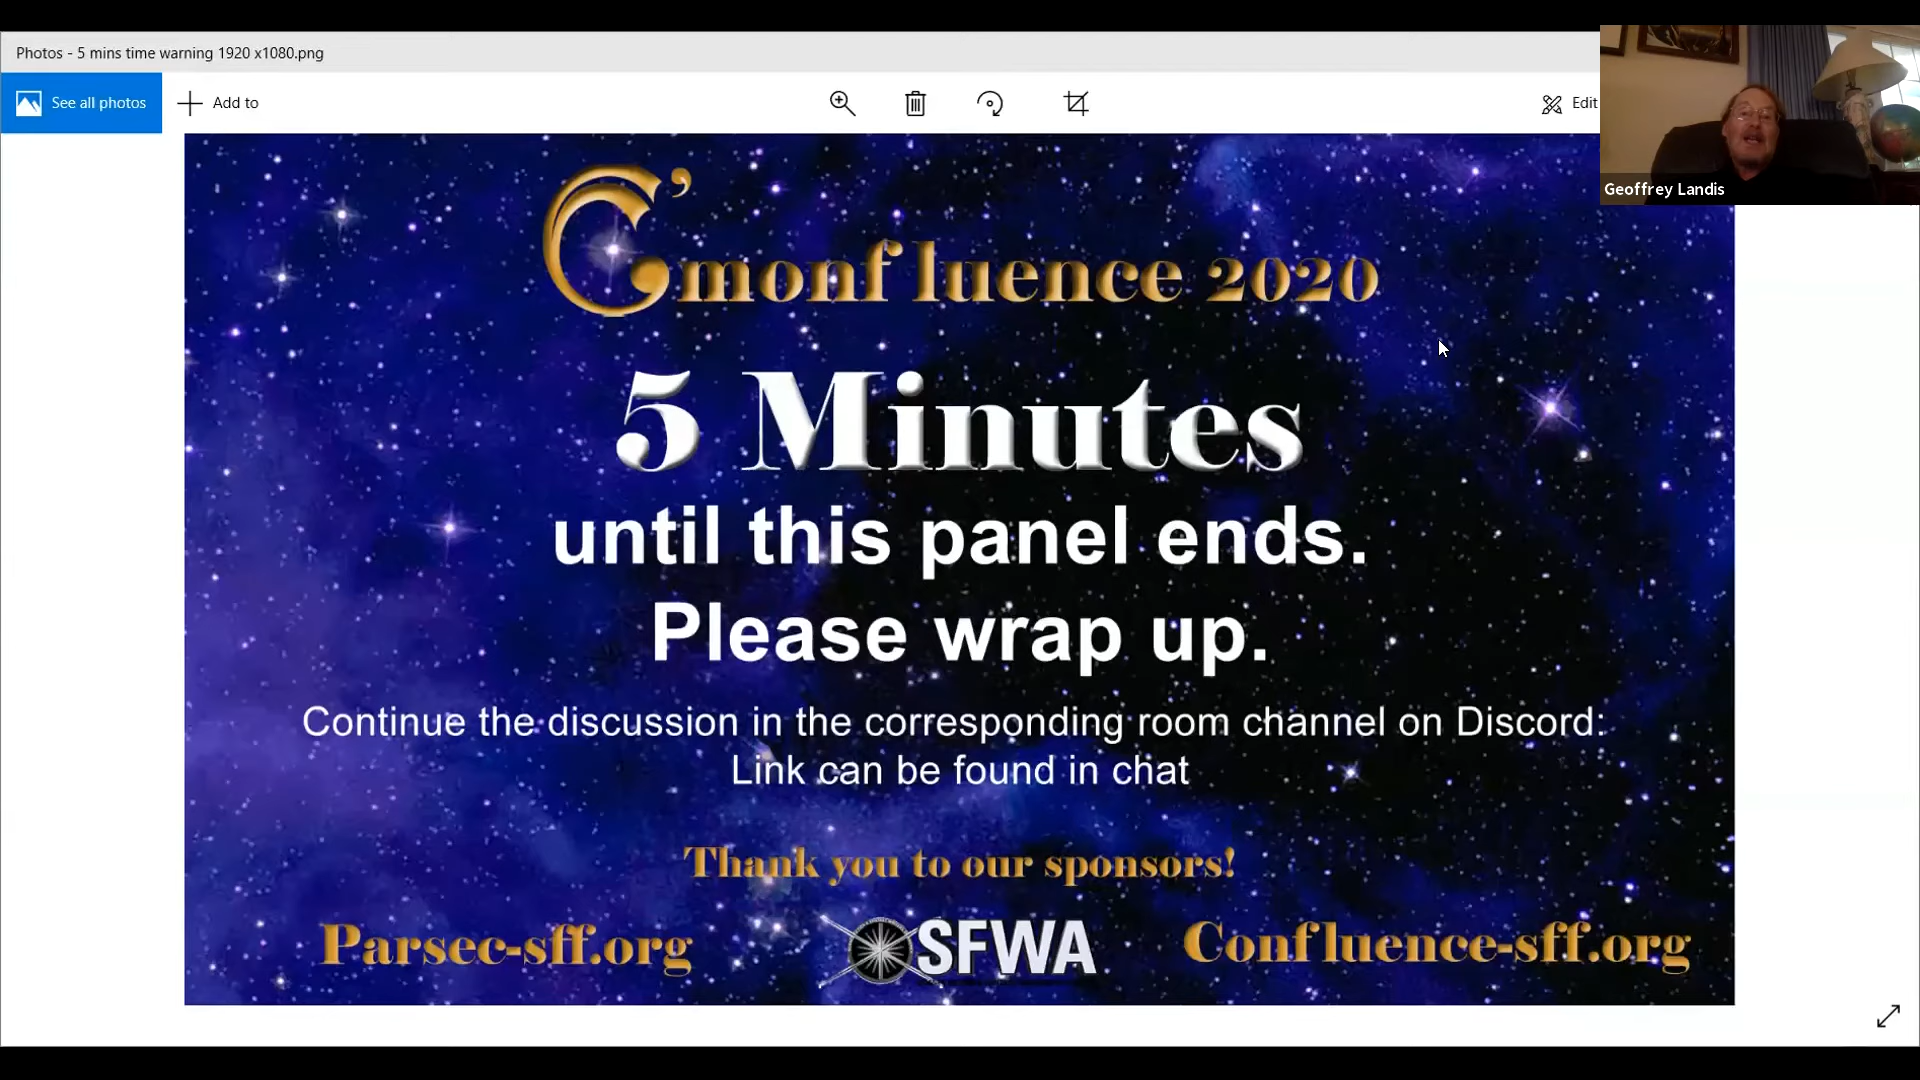 Photos - 5 mins time warning 1920 x1080.png
See all photos
Add to
Edit
Geoffrey Landis
C'monfluence 2020
5 Minutes
until this panel ends.
Please wrap up.
Continue the discussion in the corresponding room channel on Discord:
Link can be found in chat
Thank you to our sponsors!
Parsec-sff.org
SFWA
Confluence-sff.org